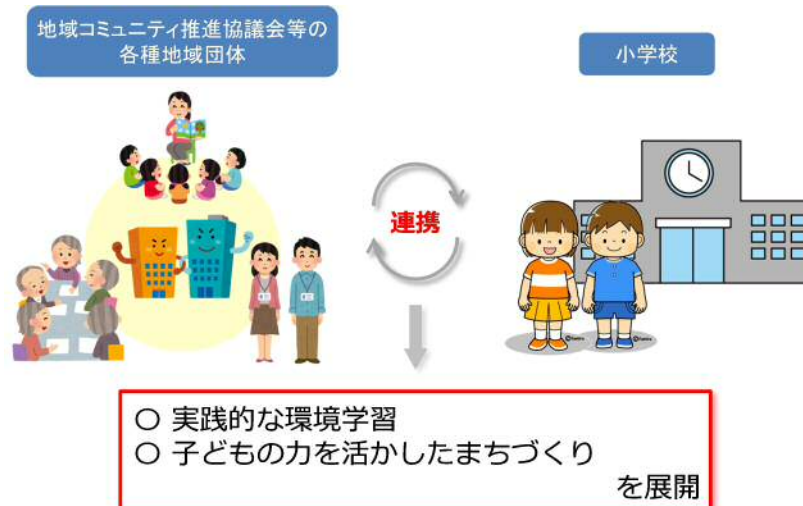 地域コミュニティ推進協議会等の
各種地域団体
小学校
連携
○ 実践的な環境学習
○ 子どもの力を活かしたまちづくり
を展開